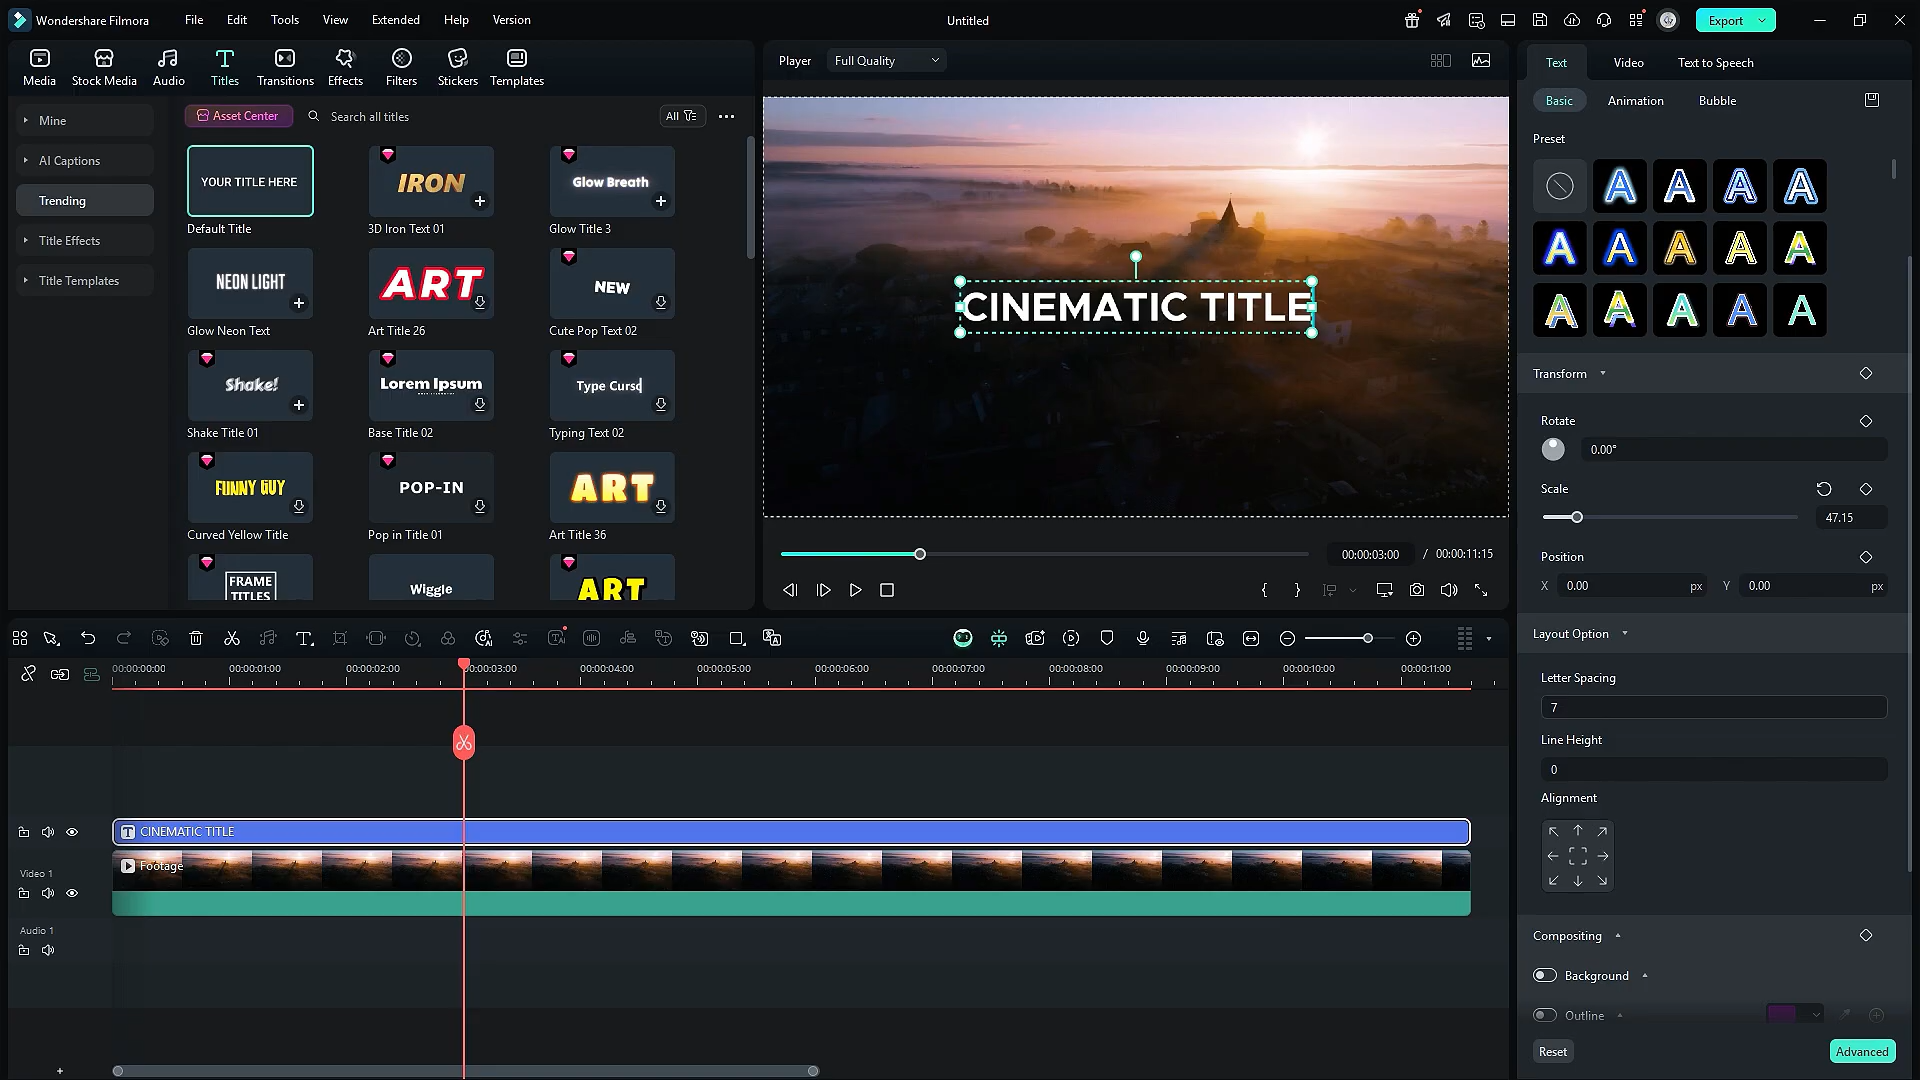 Wondershare Filmora
File Edit Tools View Extended Help Version
Untitled
Export
Media
Stock Media
Audio
Titles
Transitions
Effects
Filters
Stickers
Templates
Mine
AI Captions
Trending
Title Effects
Title Templates
Asset Center
Search all titles
All
YOUR TITLE HERE
Default Title
IRON
3D Iron Text 01
Glow Breath
Glow Title 3
NEON LIGHT
Glow Neon Text
ART
Art Title 26
NEW
Cute Pop Text 02
Shake!
Shake Title 01
Lorem Ipsum
Base Title 02
Type Curso
Typing Text 02
FUNNY GUY
Curved Yellow Title
POP-IN
Pop in Title 01
ART
Art Title 36
FRAME
TITLES
Wiggle
ART
Player
Full Quality
CINEMATIC TITLE
00:00:03:00 / 00:00:11:15
Text
Video
Text to Speech
Basic
Animation
Bubble
Preset
Transform
Rotate
0.00°
Scale
47.15
Position
X 0.00 px Y 0.00 px
Layout Option
Letter Spacing
7
Line Height
0
Alignment
Compositing
Background
Outline
Reset
Advanced
00:00:00:00 00:00:01:00 00:00:02:00 00:00:03:00 00:00:04:00 00:00:05:00 00:00:06:00 00:00:07:00 00:00:08:00 00:00:09:00 00:00:10:00 00:00:11:00
CINEMATIC TITLE
Footage
Video 1
Audio 1